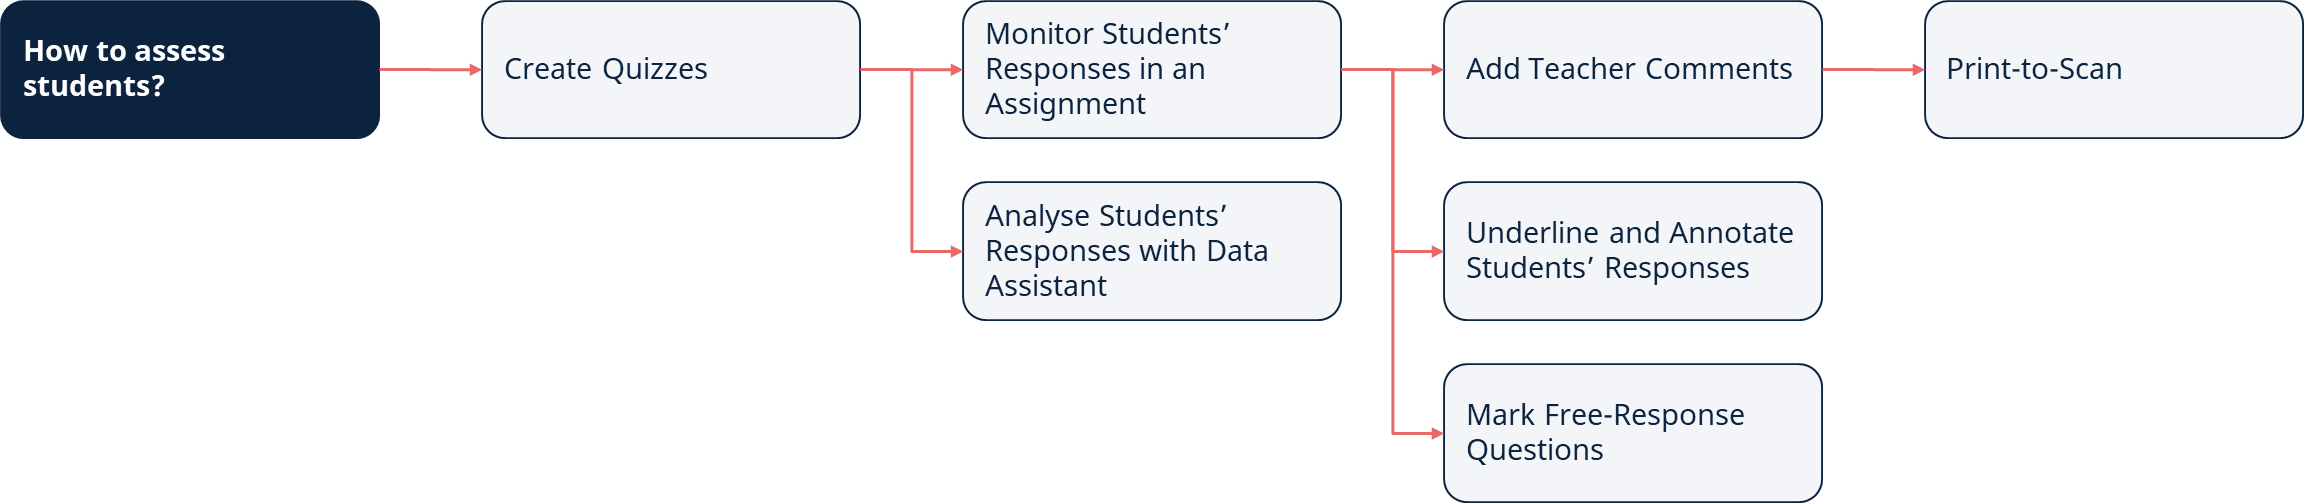 How to assess
students?
Create Quizzes
Monitor Students’
Responses in an
Assignment
Add Teacher Comments
Print-to-Scan
Analyse Students’
Responses with Data
Assistant
Underline and Annotate
Students’ Responses
Mark Free-Response
Questions